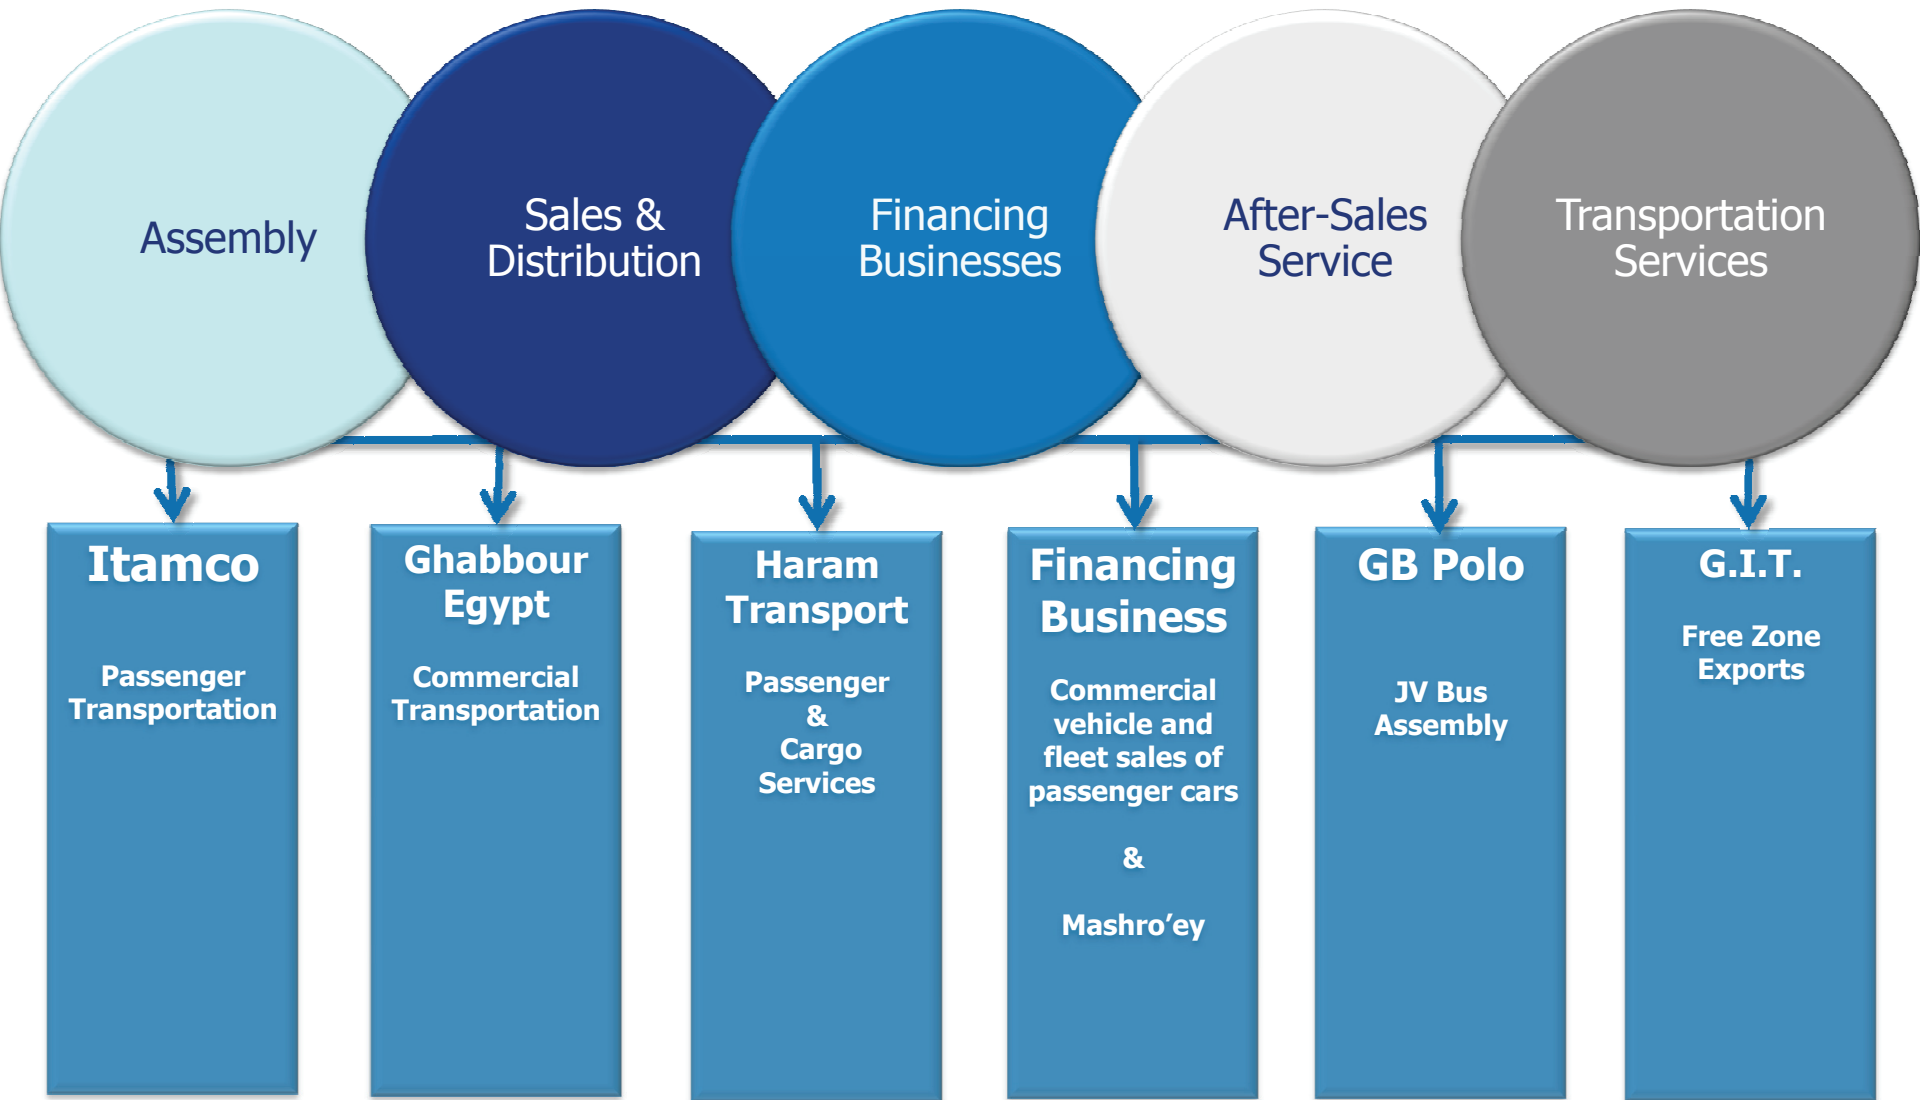 Assembly
Sales &
Distribution
Financing
Businesses
After-Sales
Service
Transportation
Services
Itamco
Passenger
Transportation
Ghabbour
Egypt
Commercial
Transportation
Haram
Transport
Passenger
&
Cargo
Services
Financing
Business
Commercial
vehicle and
fleet sales of
passenger cars
&
Mashro’ey
GB Polo
JV Bus
Assembly
G.I.T.
Free Zone
Exports